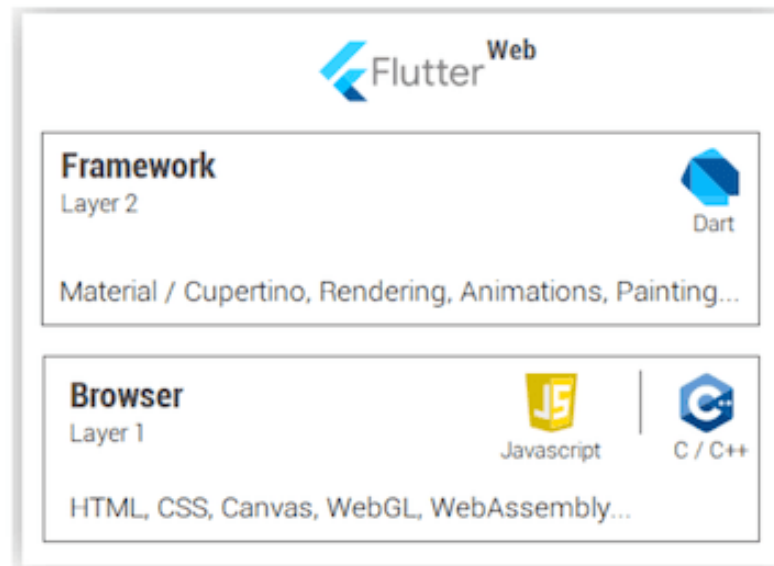 Flutter Web
Framework
Layer 2
Dart
Material / Cupertino, Rendering, Animations, Painting...
Browser
Layer 1
JS
Javascript
C++
C / C++
HTML, CSS, Canvas, WebGL, WebAssembly...